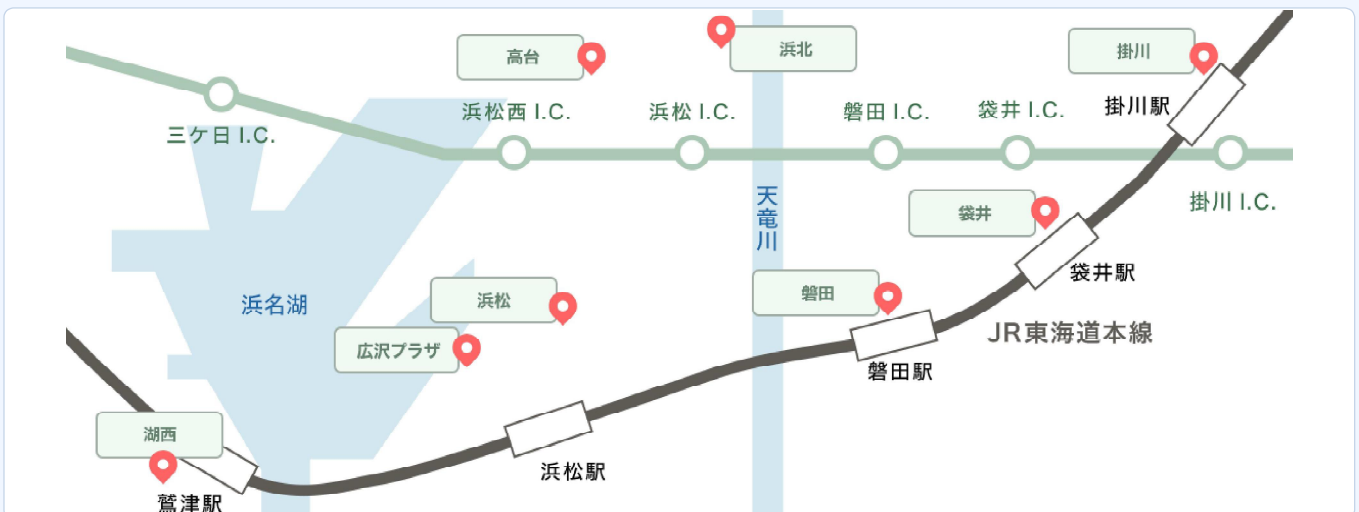 高台
浜北
掛川
三ケ日 I.C.
浜松西 I.C.
浜松 I.C.
磐田 I.C.
袋井 I.C.
掛川駅
掛川 I.C.
天竜川
袋井
袋井駅
浜名湖
浜松
磐田
JR東海道本線
広沢プラザ
磐田駅
湖西
浜松駅
鷲津駅